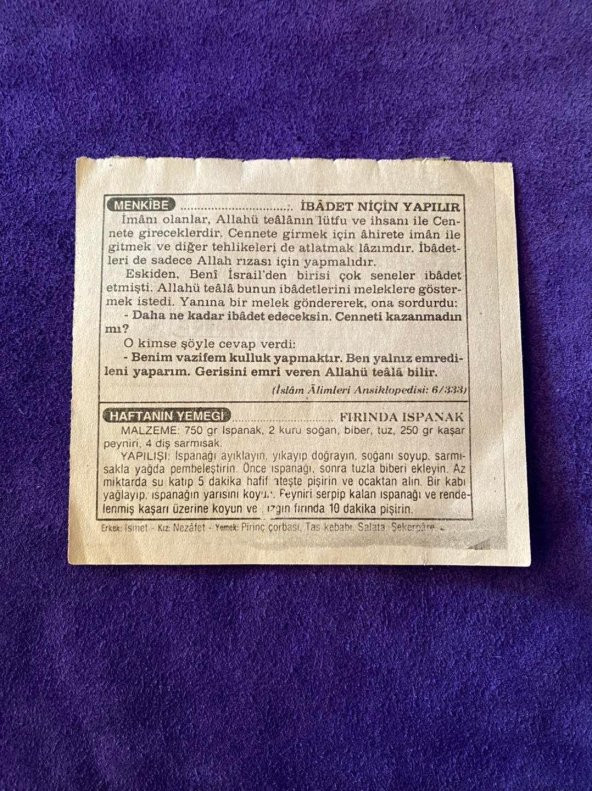 MENKIBE ................. İBÂDET NİÇİN YAPILIR
Îmânı olanlar, Allahü teâlânın lütfu ve ihsanı ile Cen-
nete gireceklerdir. Cennete girmek için âhirete imân ile
gitmek ve diğer tehlikeleri de atlatmak lâzımdır. İbâdet-
leri de sadece Allah rızası için yapmalıdır.
Eskiden, Benî İsrail'den birisi çok seneler ibâdet
etmişti. Allahü teâlâ bunun ibâdetlerini meleklere göster-
mek istedi. Yanına bir melek göndererek, ona sordurdu:
- Daha ne kadar ibâdet edeceksin. Cenneti kazanmadın
mı?
O kimse şöyle cevap verdi:
- Benim vazifem kulluk yapmaktır. Ben yalnız emredi-
leni yaparım. Gerisini emri veren Allahü teâlâ bilir.
(İslâm Âlimleri Ansiklopedisi: 6/333)
HAFTANIN YEMEĞİ ................. FIRINDA ISPANAK
MALZEME: 750 gr Ispanak, 2 kuru soğan, biber, tuz, 250 gr kaşar
peyniri, 4 diş sarmısak.
YAPILIŞI: Ispanağı ayıklayın, yıkayıp doğrayın, soğanı soyup, sarmı-
sakla yağda pembeleştirin. Önce ıspanağı, sonra tuzla biberi ekleyin. Az
miktarda su katıp 5 dakika hafif ateşte pişirin ve ocaktan alın. Bir kabı
yağlayıp, ıspanağın yarısını koyun. Peyniri serpip kalan ıspanağı ve rende-
lenmiş kaşarı üzerine koyun ve kızgın fırında 10 dakika pişirin.
Erkek: İsmet - Kız: Nezâfet - Yemek: Pirinç çorbası, Tas kebabı, Salata, Şekerpâre